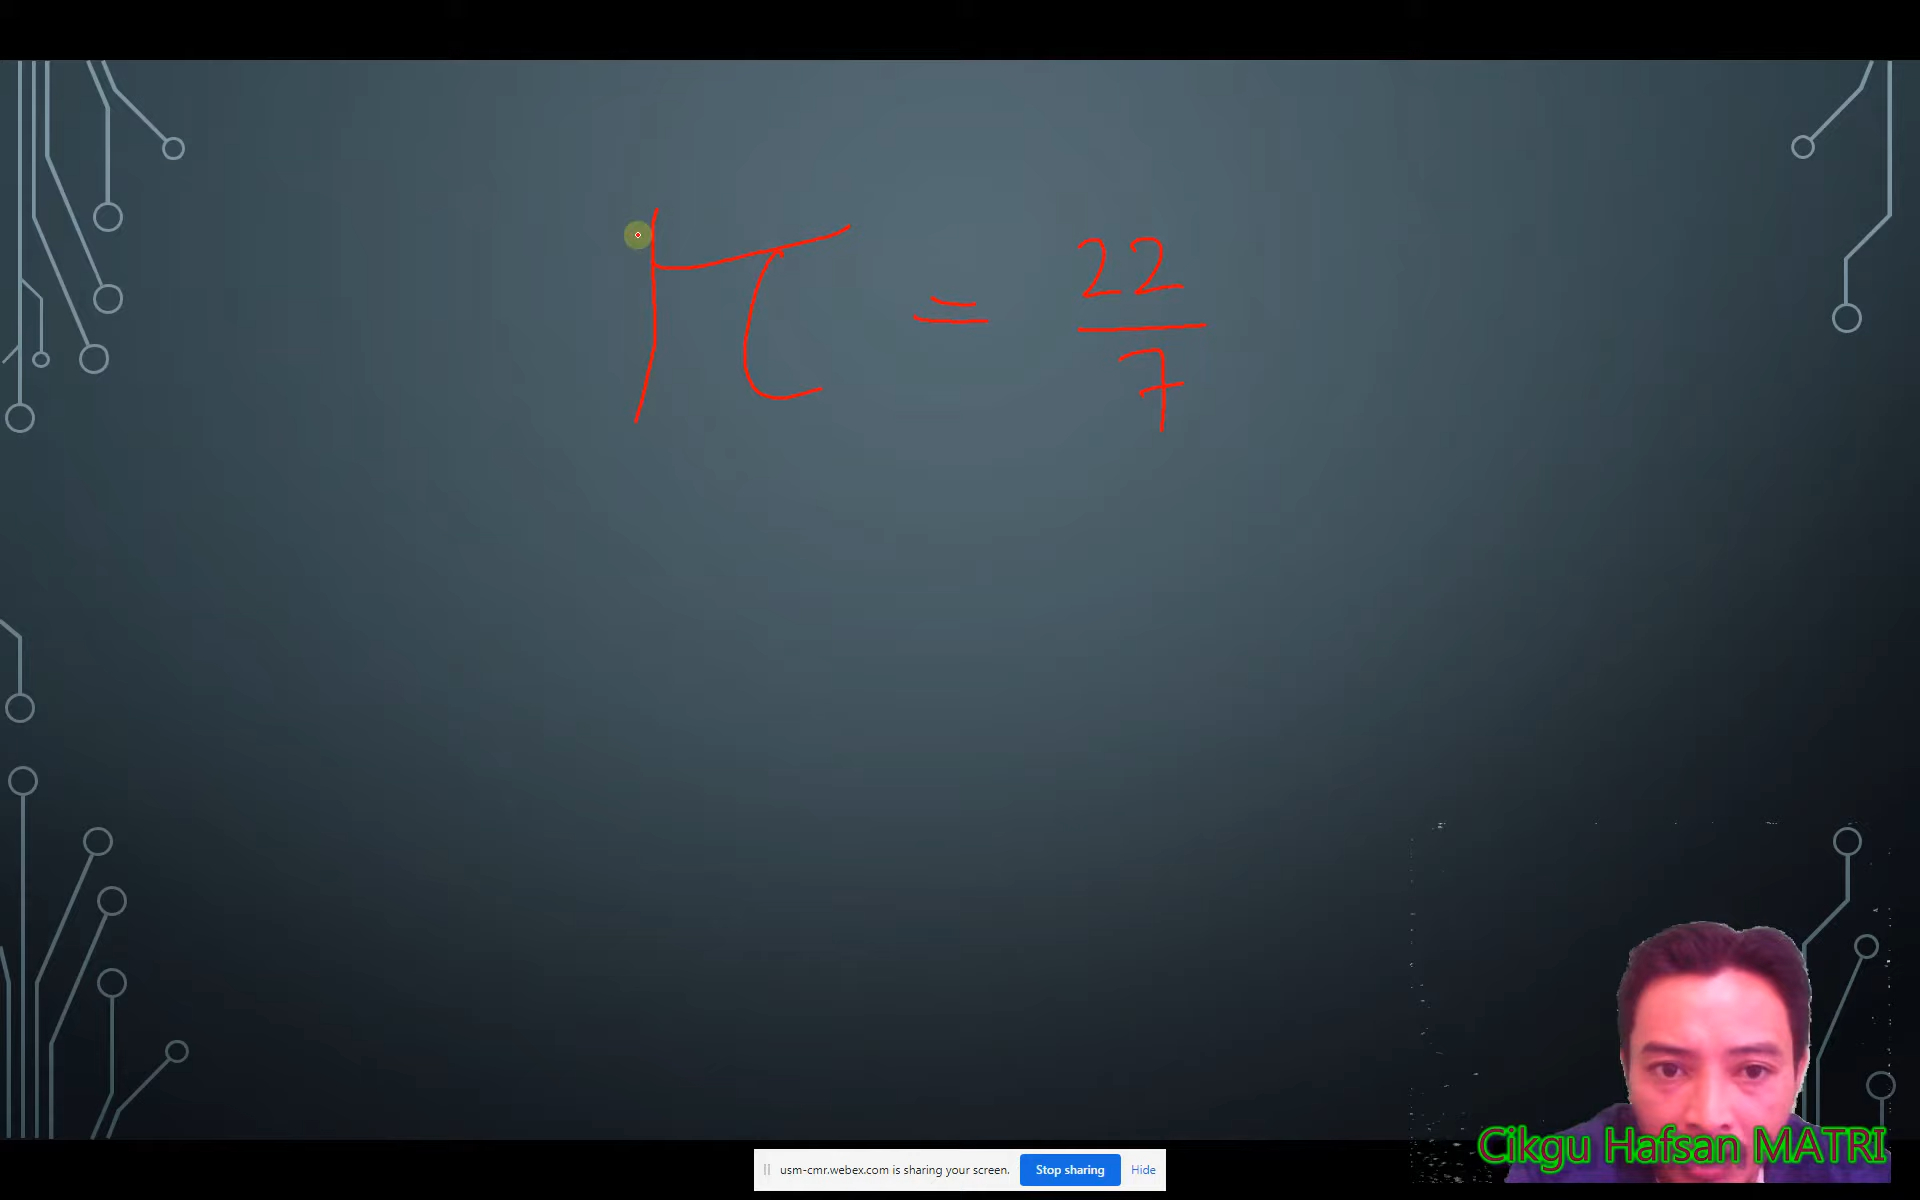 π = 22/7
Cikgu Hafsan MATRI
usm-cmr.webex.com is sharing your screen. Stop sharing Hide